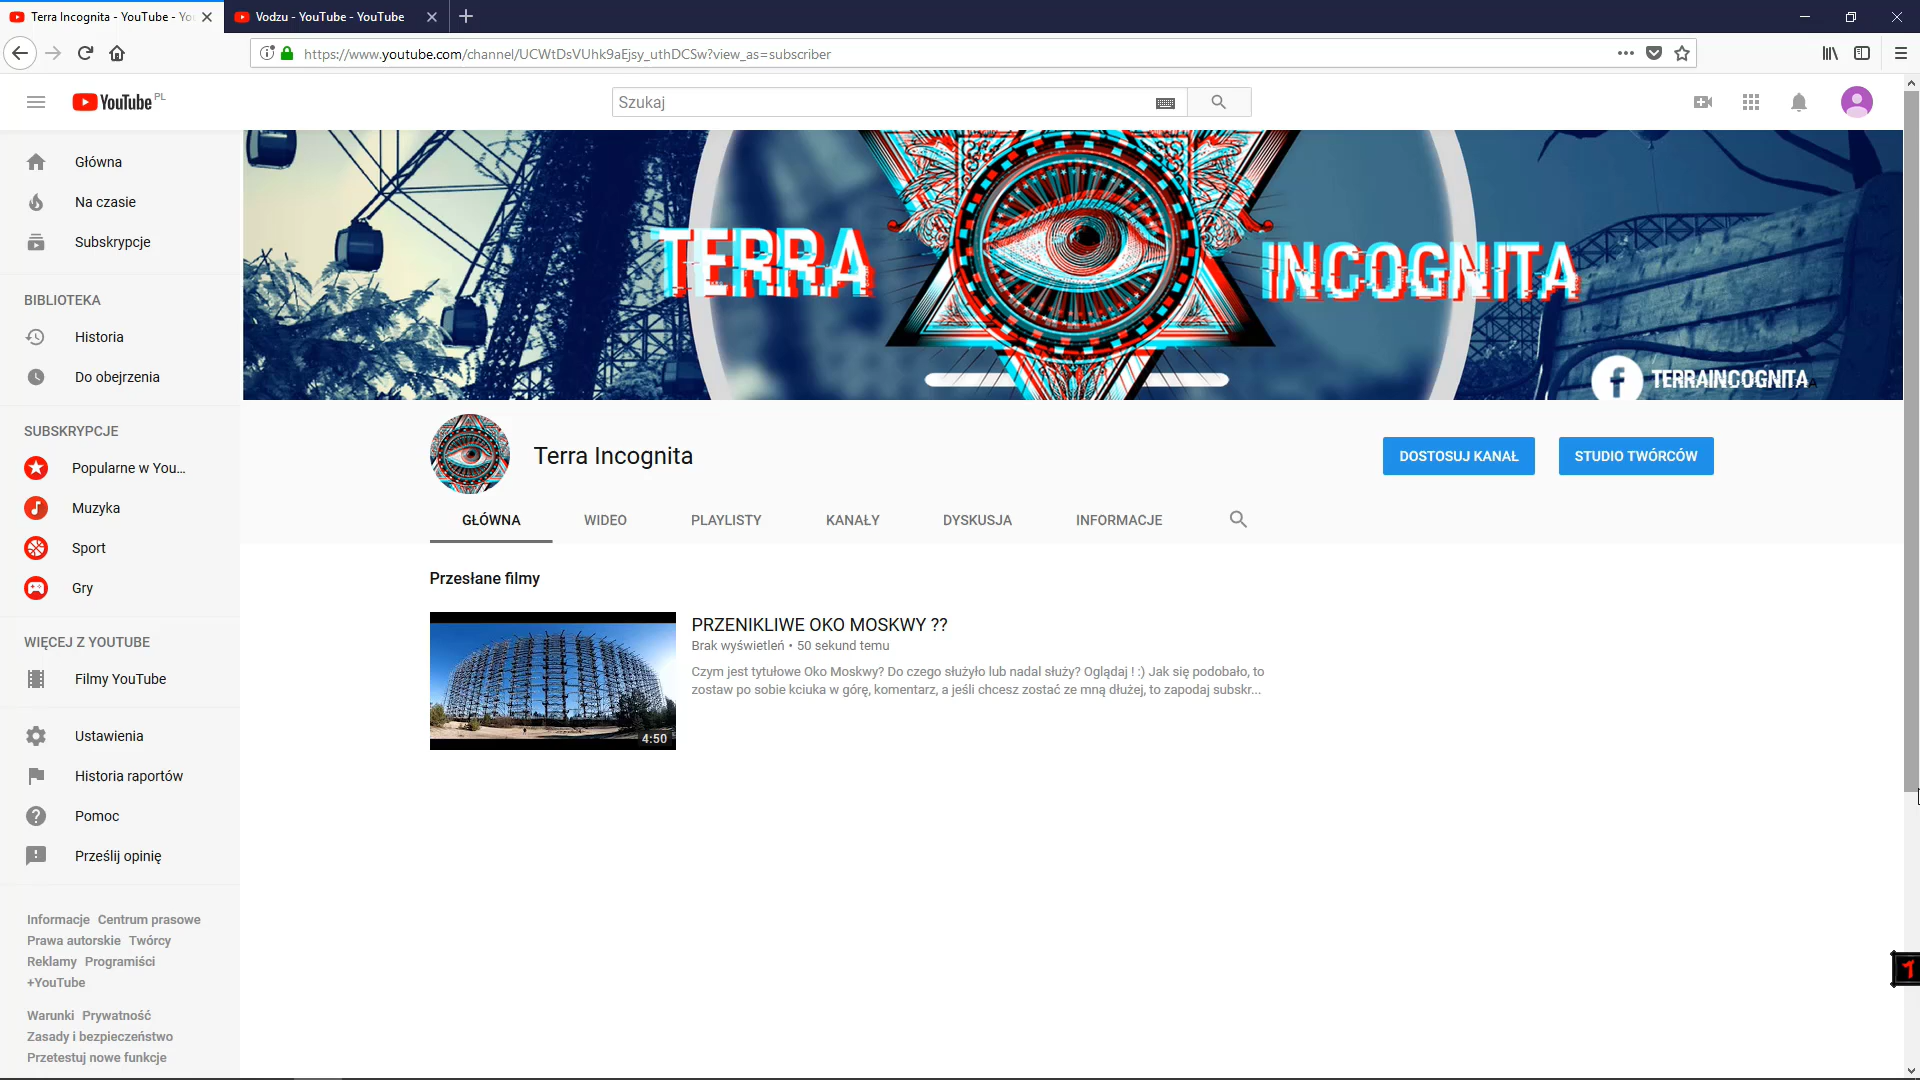 Terra Incognita - YouTube - Yo
Vodzu - YouTube - YouTube
https://www.youtube.com/channel/UCWtDsVUhk9aEjsy_uthDCSw?view_as=subscriber
YouTube PL
Szukaj
Główna
Na czasie
Subskrypcje
BIBLIOTEKA
Historia
Do obejrzenia
SUBSKRYPCJE
Popularne w You...
Muzyka
Sport
Gry
WIĘCEJ Z YOUTUBE
Filmy YouTube
Ustawienia
Historia raportów
Pomoc
Prześlij opinię
Informacje Centrum prasowe
Prawa autorskie Twórcy
Reklamy Programiści
+YouTube
Warunki Prywatność
Zasady i bezpieczeństwo
Przetestuj nowe funkcje
TERRA INCOGNITA
f TERRAINCOGNITA
Terra Incognita
DOSTOSUJ KANAŁ
STUDIO TWÓRCÓW
GŁÓWNA WIDEO PLAYLISTY KANAŁY DYSKUSJA INFORMACJE
Przesłane filmy
4:50
PRZENIKLIWE OKO MOSKWY ??
Brak wyświetleń • 50 sekund temu
Czym jest tytułowe Oko Moskwy? Do czego służyło lub nadal służy? Oglądaj ! :) Jak się podobało, to
zostaw po sobie kciuka w górę, komentarz, a jeśli chcesz zostać ze mną dłużej, to zapodaj subskr...